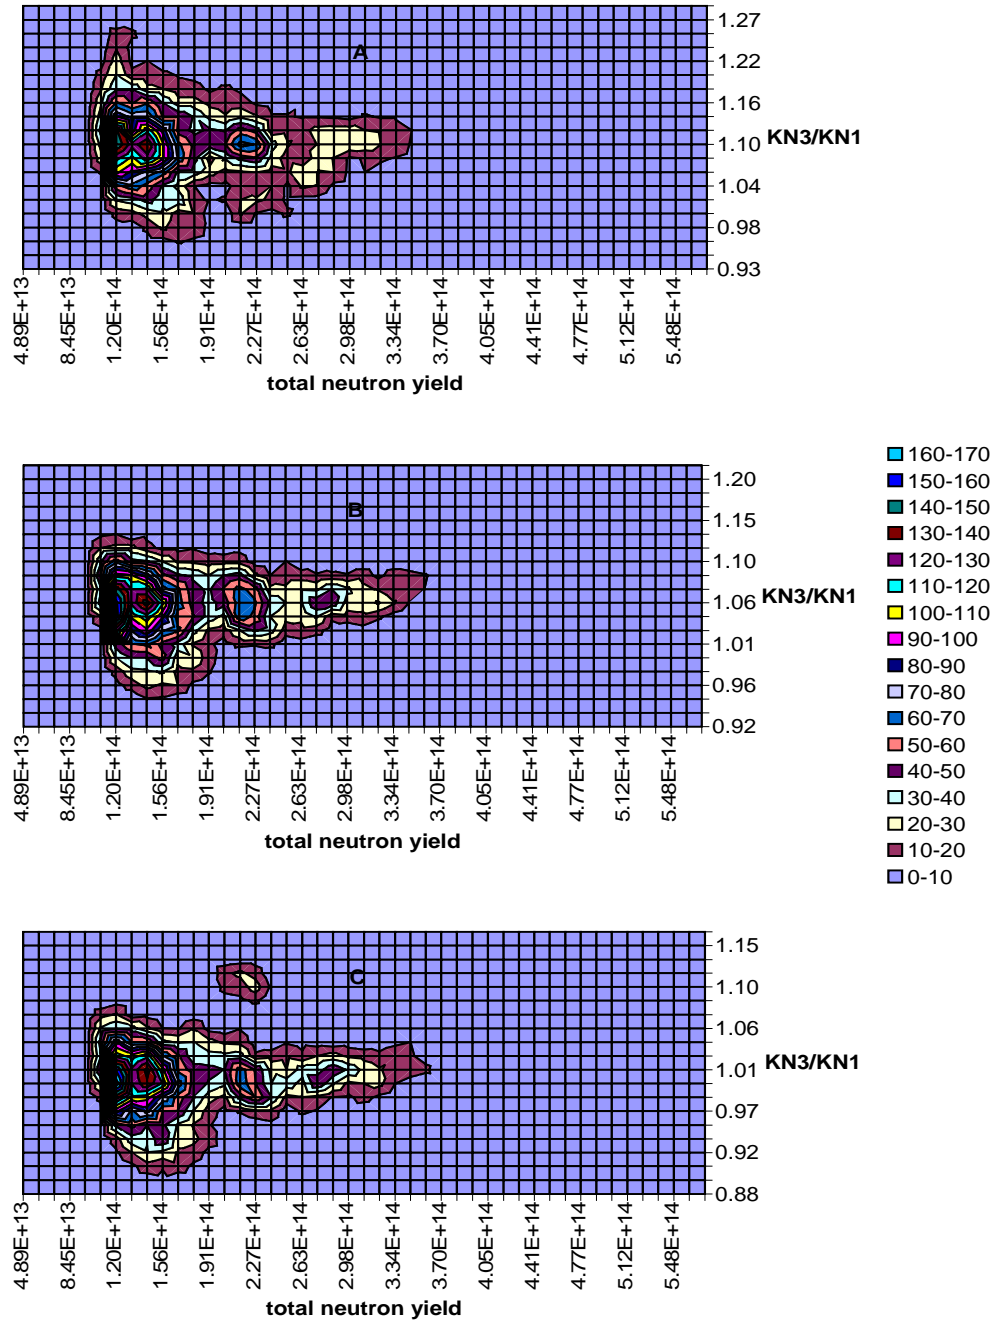 A
1.27
1.22
1.16
1.10
1.04
0.98
0.93
KN3/KN1
4.89E+13
8.45E+13
1.20E+14
1.56E+14
1.91E+14
2.27E+14
2.63E+14
2.98E+14
3.34E+14
3.70E+14
4.05E+14
4.41E+14
4.77E+14
5.12E+14
5.48E+14
total neutron yield
B
1.20
1.15
1.10
1.06
1.01
0.96
0.92
KN3/KN1
4.89E+13
8.45E+13
1.20E+14
1.56E+14
1.91E+14
2.27E+14
2.63E+14
2.98E+14
3.34E+14
3.70E+14
4.05E+14
4.41E+14
4.77E+14
5.12E+14
5.48E+14
total neutron yield
160-170
150-160
140-150
130-140
120-130
110-120
100-110
90-100
80-90
70-80
60-70
50-60
40-50
30-40
20-30
10-20
0-10
C
1.15
1.10
1.06
1.01
0.97
0.92
0.88
KN3/KN1
4.89E+13
8.45E+13
1.20E+14
1.56E+14
1.91E+14
2.27E+14
2.63E+14
2.98E+14
3.34E+14
3.70E+14
4.05E+14
4.41E+14
4.77E+14
5.12E+14
5.48E+14
total neutron yield